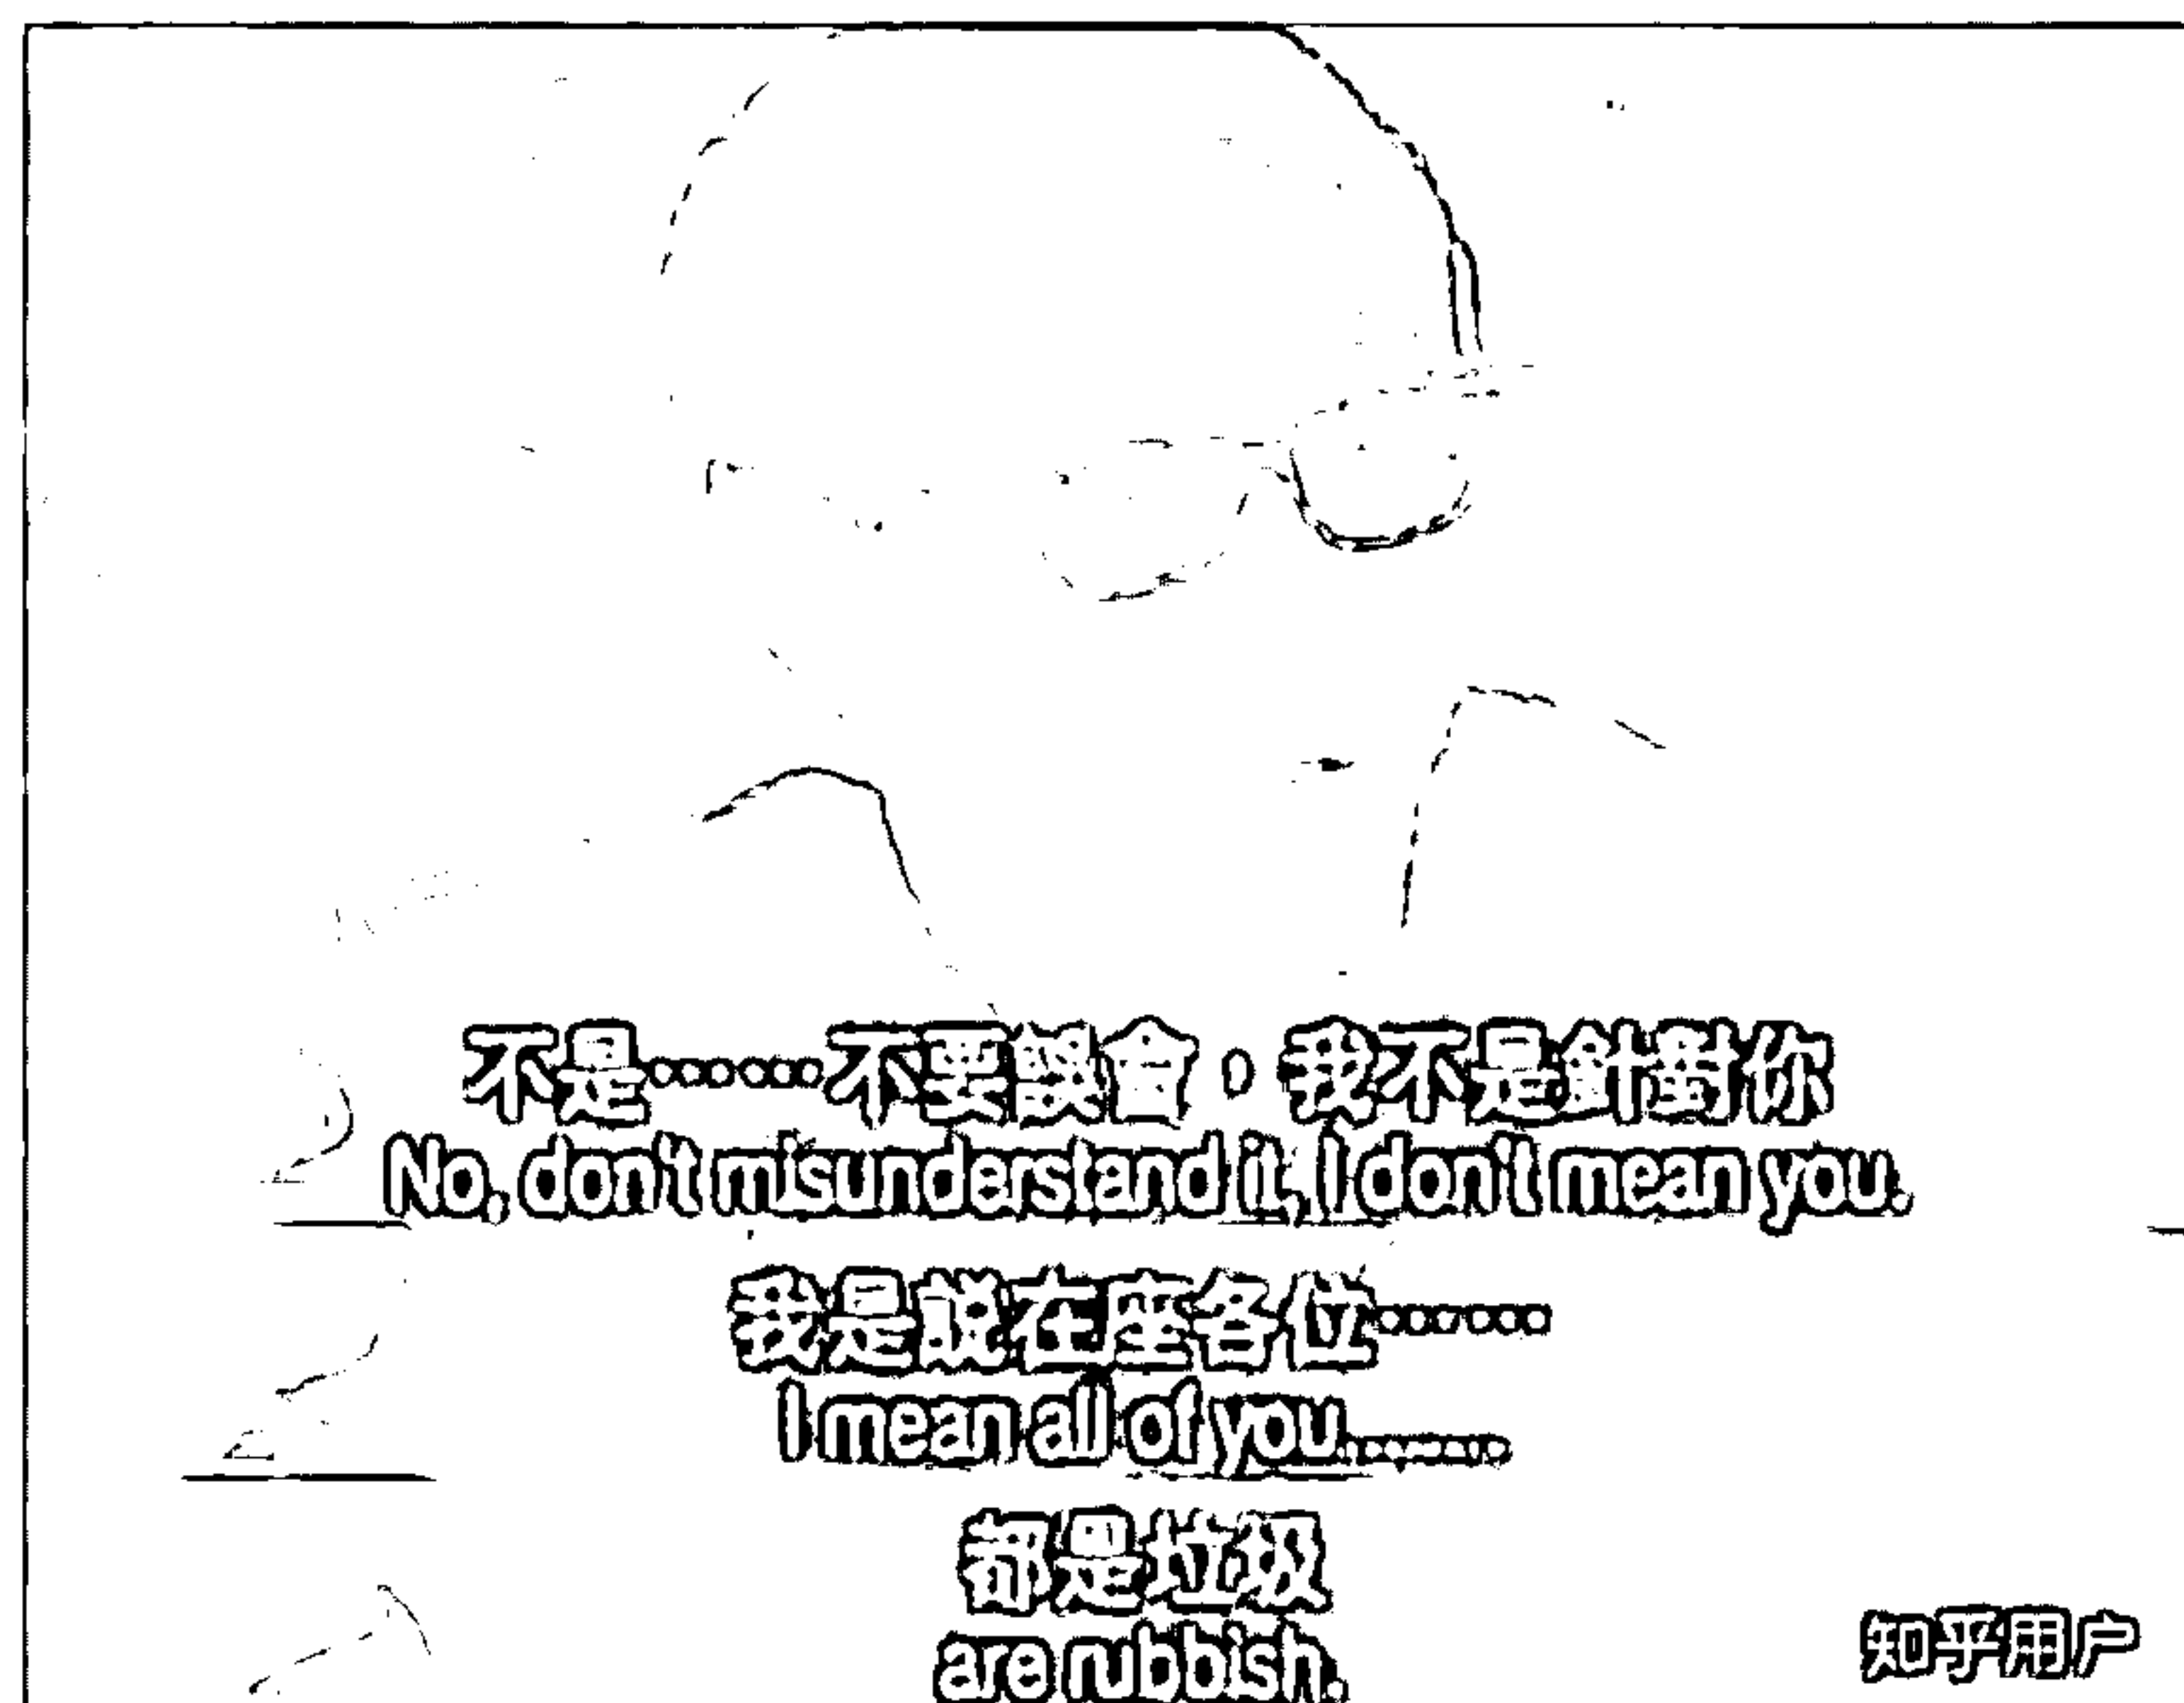 不是⋯⋯不要誤會，我不是針對你
No, don't misunderstand it, I don't mean you.
我是說在座各位⋯⋯
I mean all of you.......
都是垃圾
are rubbish.
知乎用户